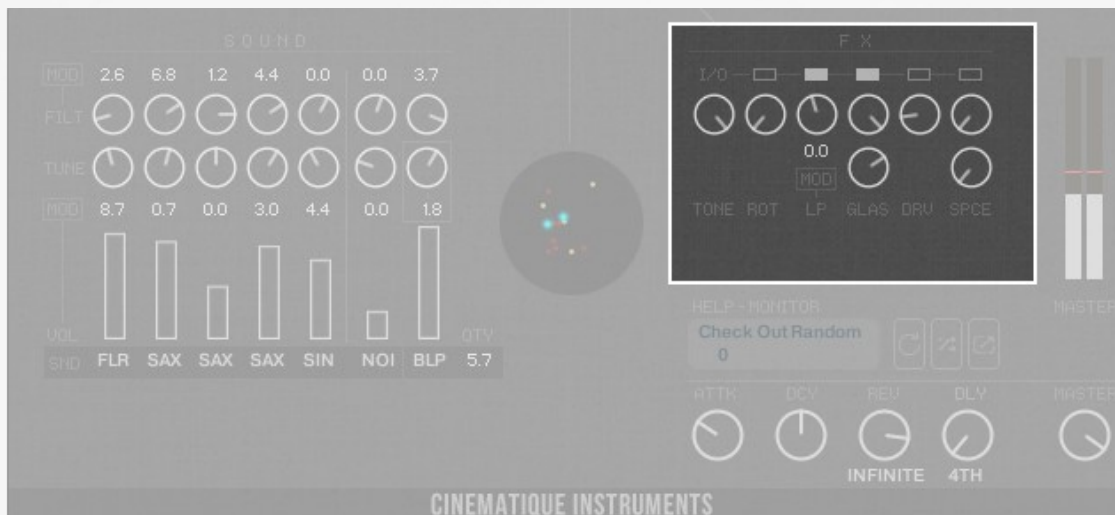 SOUND
FX
MOD 2.6 6.8 1.2 4.4 0.0 0.0 3.7
I/O
FILT
TUNE
0.0
MOD
MOD 8.7 0.7 0.0 3.0 4.4 0.0 1.8
TONE ROT LP GLAS DRV SPCE
HELP-MONITOR
MASTER
Check Out Random
0
VOL
QTY
SND FLR SAX SAX SAX SIN NOI BLP 5.7
ATTK DCY REV DLY MASTER
INFINITE 4TH
CINEMATIQUE INSTRUMENTS